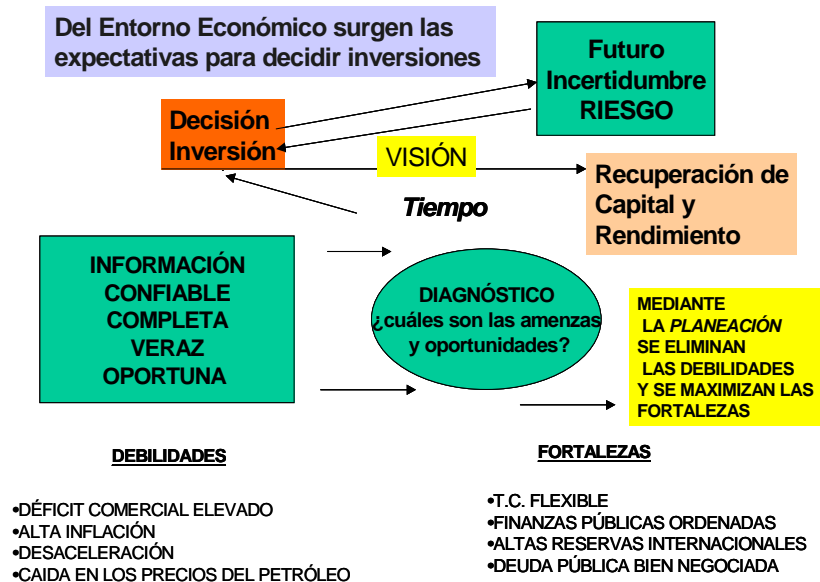 Del Entorno Económico surgen las
expectativas para decidir inversiones
Futuro
Incertidumbre
RIESGO
Decisión
Inversión
VISIÓN
Recuperación de
Capital y
Rendimiento
Tiempo
INFORMACIÓN
CONFIABLE
COMPLETA
VERAZ
OPORTUNA
DIAGNÓSTICO
¿cuáles son las amenzas
y oportunidades?
MEDIANTE
LA PLANEACIÓN
SE ELIMINAN
LAS DEBILIDADES
Y SE MAXIMIZAN LAS
FORTALEZAS
DEBILIDADES
•DÉFICIT COMERCIAL ELEVADO
•ALTA INFLACIÓN
•DESACELERACIÓN
•CAIDA EN LOS PRECIOS DEL PETRÓLEO
FORTALEZAS
•T.C. FLEXIBLE
•FINANZAS PÚBLICAS ORDENADAS
•ALTAS RESERVAS INTERNACIONALES
•DEUDA PÚBLICA BIEN NEGOCIADA